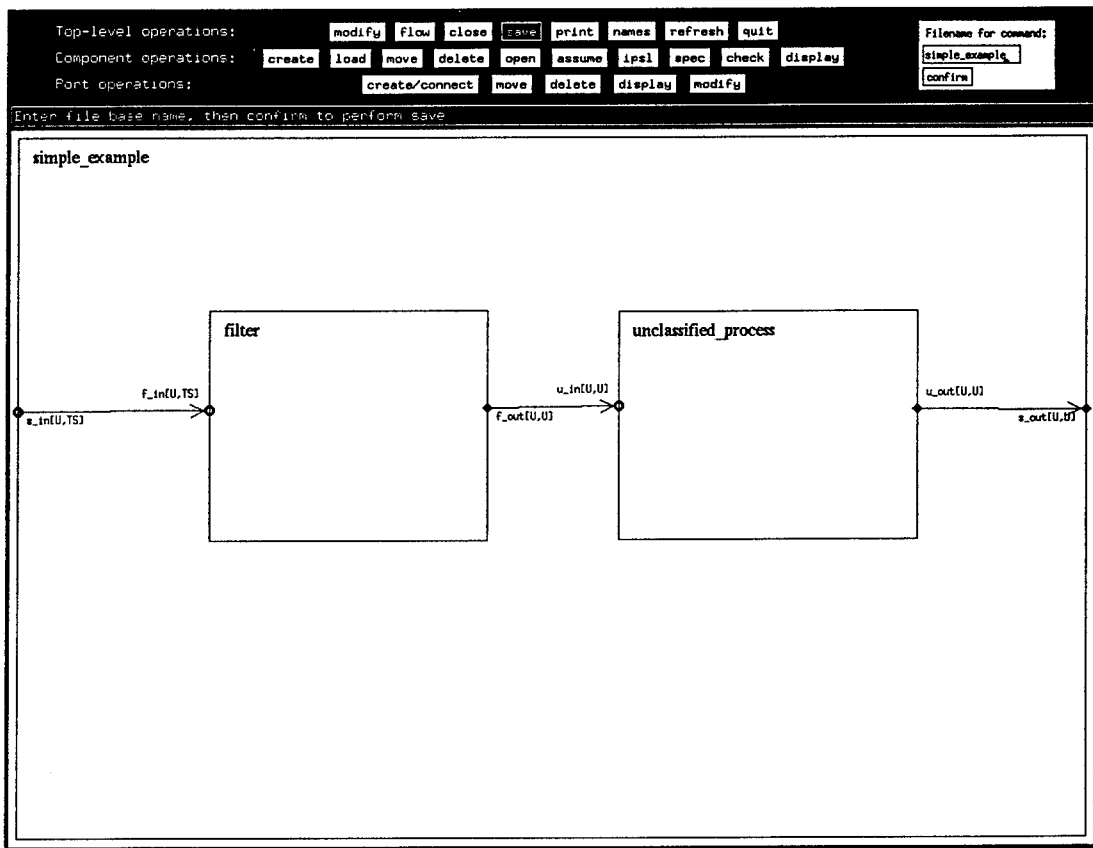 Top-level operations: modify flow close save print names refresh quit
Component operations: create load move delete open assume ipsl spec check display
Port operations: create/connect move delete display modify
Filename for command:
simple_example
confirm
Enter file base name, then confirm to perform save
simple_example
filter
unclassified_process
f_in[U,TS]
s_in[U,TS]
u_in[U,U]
f_out[U,U]
u_out[U,U]
s_out[U,U]